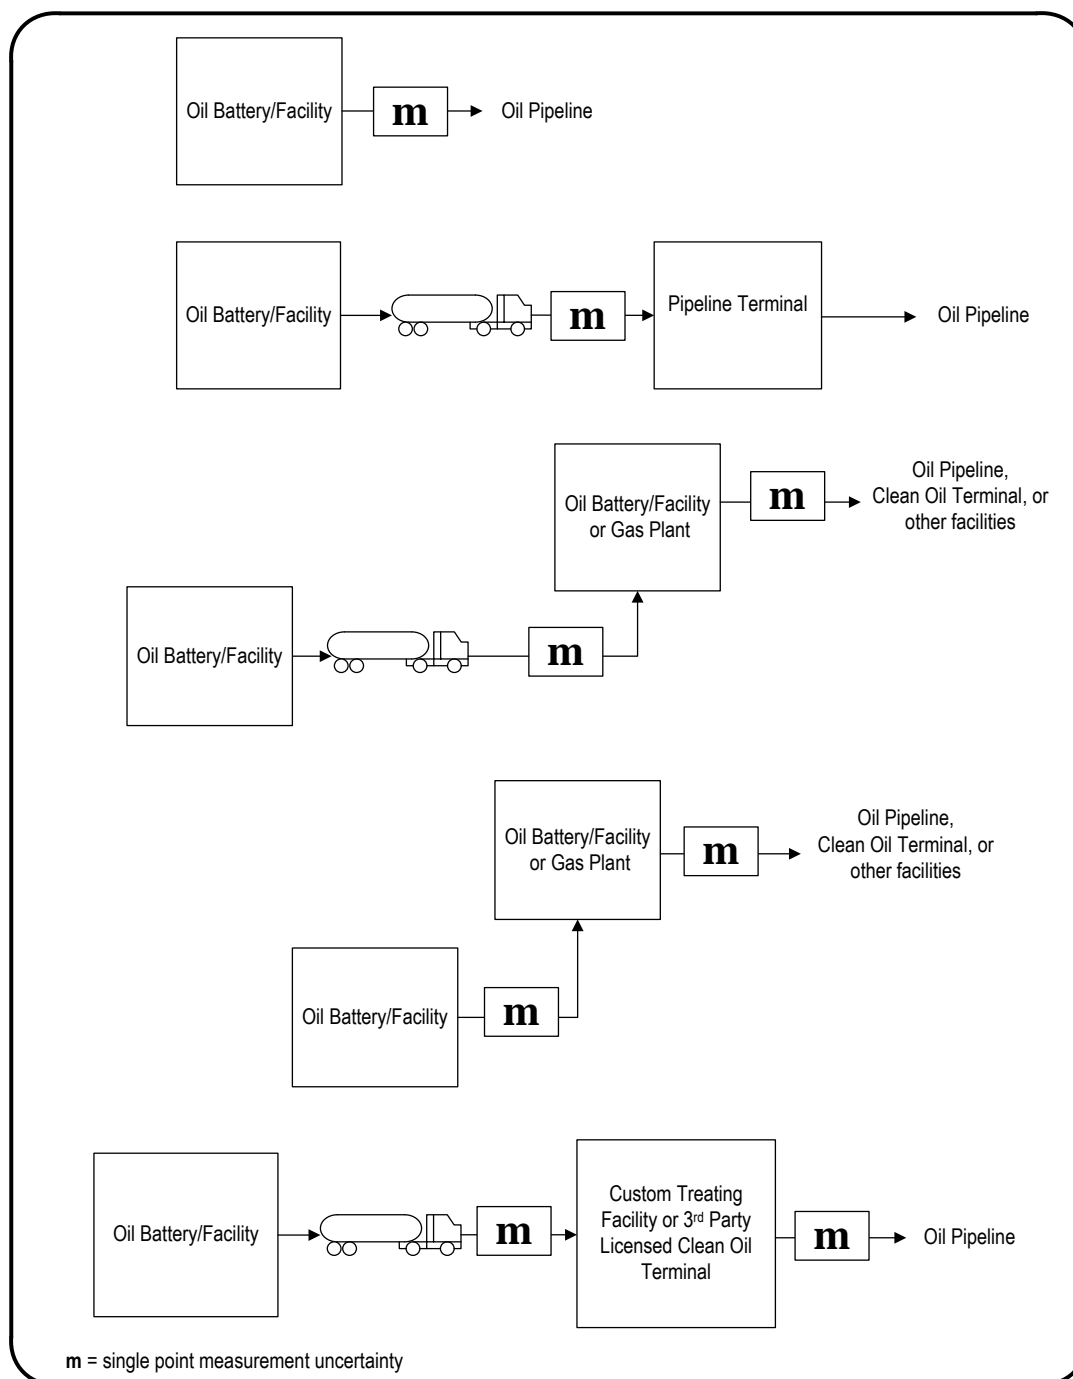 Oil Battery/Facility
m
Oil Pipeline
Oil Battery/Facility
m
Pipeline Terminal
Oil Pipeline
Oil Battery/Facility
or Gas Plant
m
Oil Pipeline,
Clean Oil Terminal, or
other facilities
Oil Battery/Facility
m
Oil Battery/Facility
or Gas Plant
m
Oil Pipeline,
Clean Oil Terminal, or
other facilities
Oil Battery/Facility
m
Oil Battery/Facility
m
Custom Treating
Facility or 3rd Party
Licensed Clean Oil
Terminal
m
Oil Pipeline
m = single point measurement uncertainty